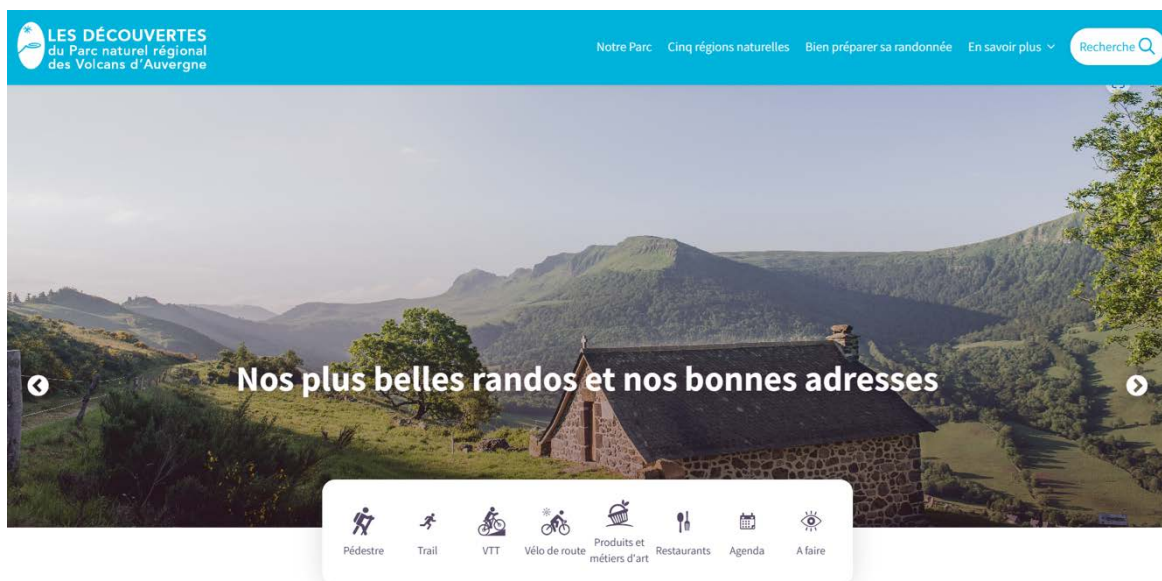 LES DÉCOUVERTES
du Parc naturel régional
des Volcans d'Auvergne
Notre Parc Cinq régions naturelles Bien préparer sa randonnée En savoir plus Recherche
Nos plus belles randos et nos bonnes adresses
Pédestre Trail VTT Vélo de route Produits et métiers d'art Restaurants Agenda A faire